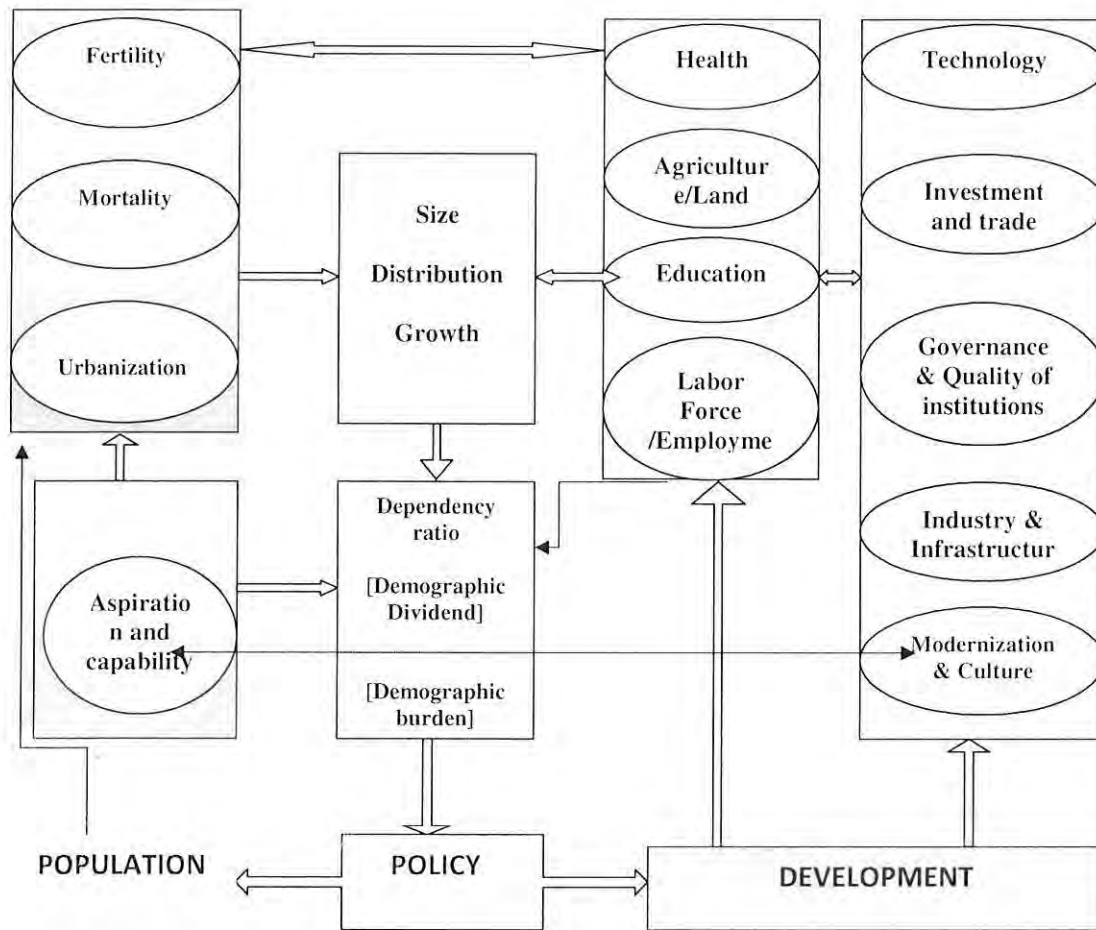 Fertility
Mortality
Urbanization
Aspiratio
n and
capability
Size
Distribution
Growth
Dependency
ratio
[Demographic
Dividend]
[Demographic
burden]
Health
Agricultur
e/Land
Education
Labor
Force
/Employme
Technology
Investment
and trade
Governance
& Quality of
institutions
Industry &
Infrastructur
Modernization
& Culture
POPULATION
POLICY
DEVELOPMENT